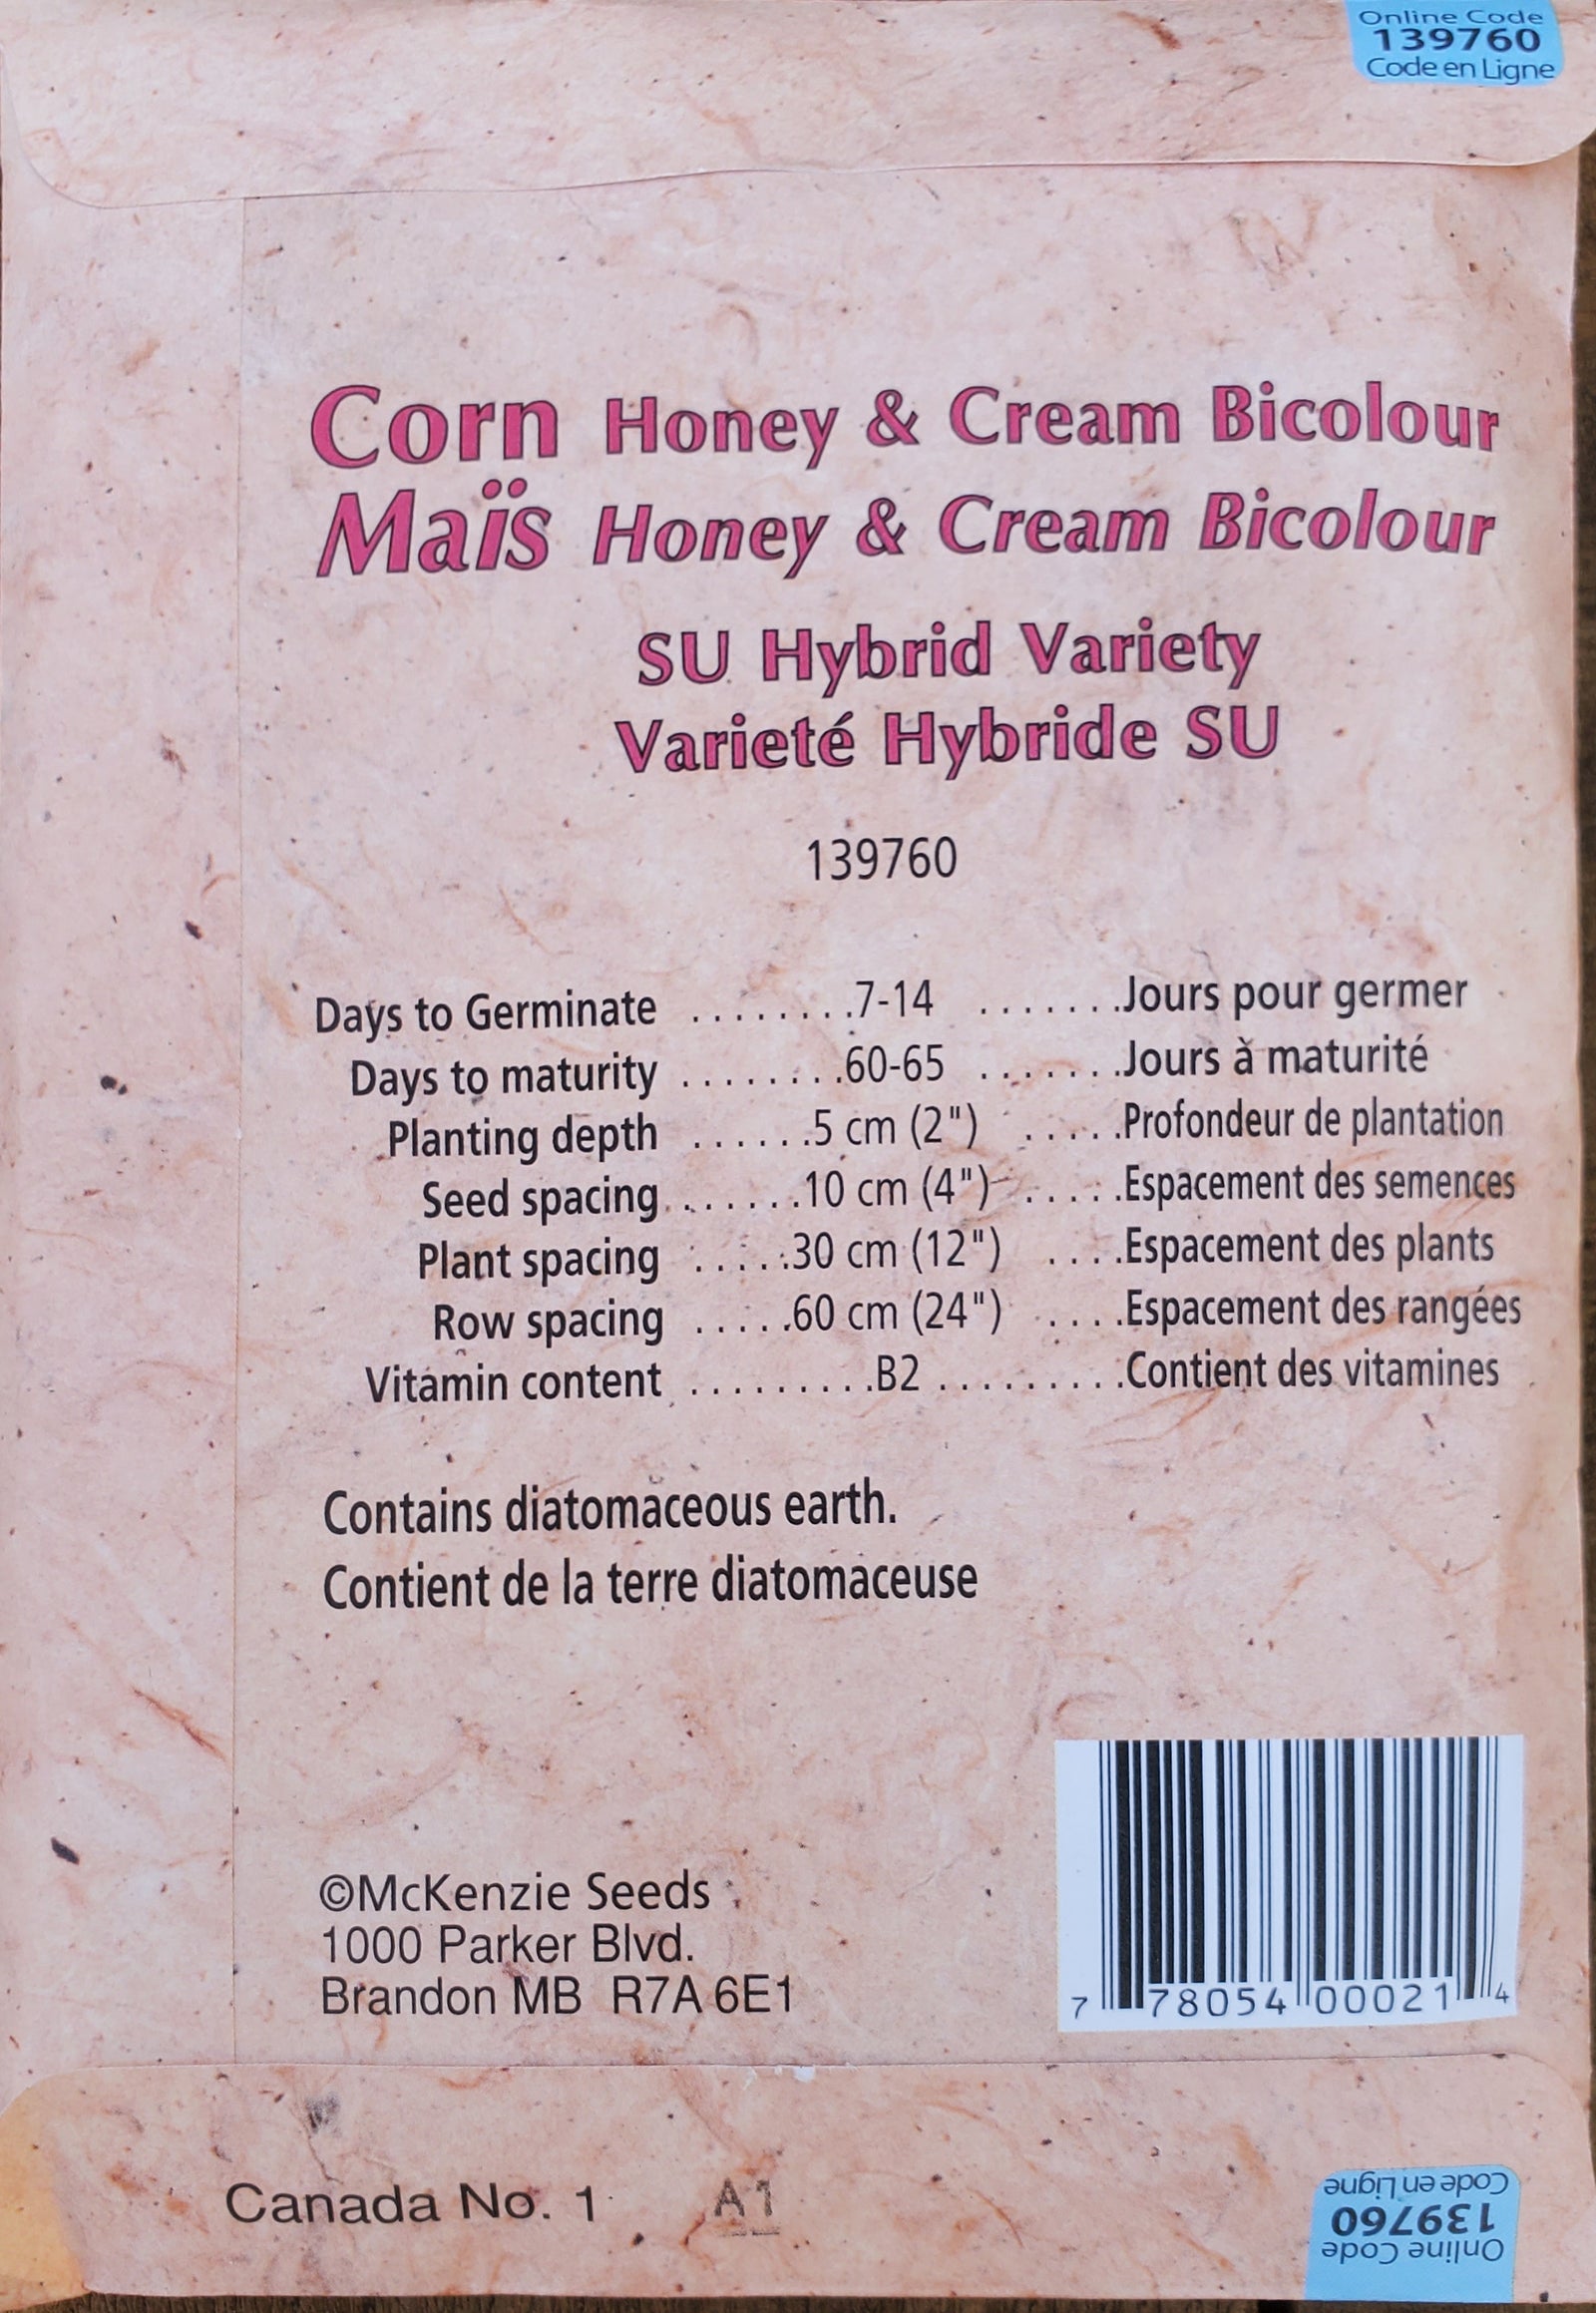 Online Code
139760
Code en Ligne
Corn Honey & Cream Bicolour
Maïs Honey & Cream Bicolour
SU Hybrid Variety
Varieté Hybride SU
139760
Days to Germinate ........7-14 .......Jours pour germer
Days to maturity ........60-65 .......Jours à maturité
Planting depth ......5 cm (2") .....Profondeur de plantation
Seed spacing.......10 cm (4") .....Espacement des semences
Plant spacing .....30 cm (12") ....Espacement des plants
Row spacing .....60 cm (24") ....Espacement des rangées
Vitamin content .........B2.........Contient des vitamines
Contains diatomaceous earth.
Contient de la terre diatomaceuse
©McKenzie Seeds
1000 Parker Blvd.
Brandon MB R7A 6E1
7 78054 00021 4
Canada No. 1 A1
Online Code
139760
Code en Ligne